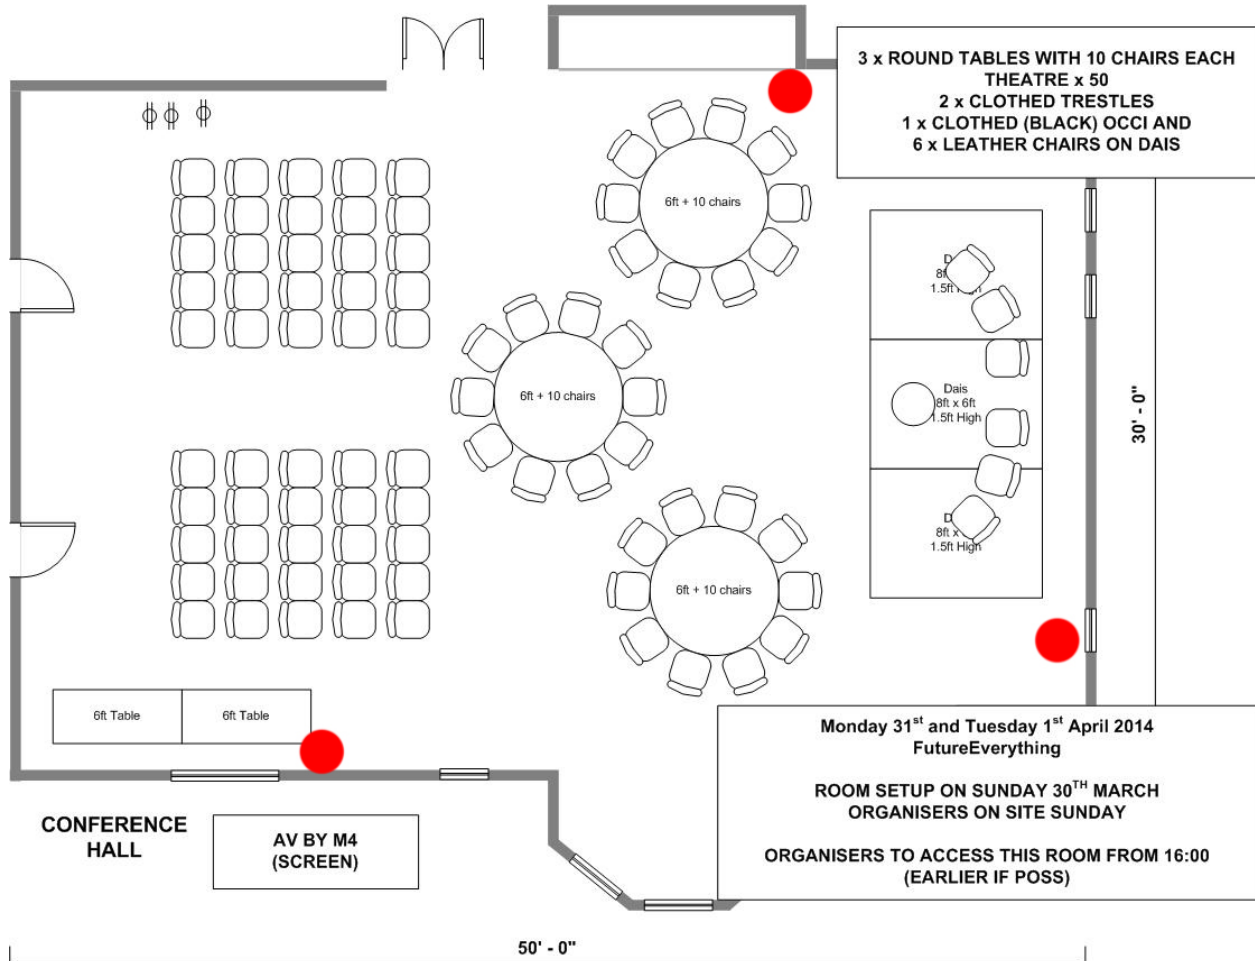 3 x ROUND TABLES WITH 10 CHAIRS EACH
THEATRE x 50
2 x CLOTHED TRESTLES
1 x CLOTHED (BLACK) OCCI AND
6 x LEATHER CHAIRS ON DAIS
6ft + 10 chairs
8ft
1.5ft High
6ft + 10 chairs
Dais
8ft x 6ft
1.5ft High
30' - 0"
6ft + 10 chairs
8ft x
1.5ft High
6ft Table
6ft Table
Monday 31st and Tuesday 1st April 2014
FutureEverything
ROOM SETUP ON SUNDAY 30TH MARCH
ORGANISERS ON SITE SUNDAY
ORGANISERS TO ACCESS THIS ROOM FROM 16:00
(EARLIER IF POSS)
CONFERENCE
HALL
AV BY M4
(SCREEN)
50' - 0"